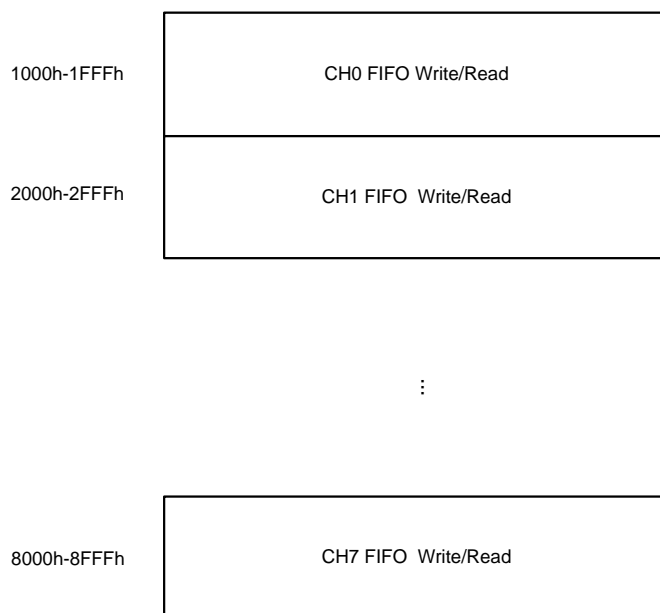 1000h-1FFFh CH0 FIFO Write/Read
2000h-2FFFh CH1 FIFO Write/Read
⋮
8000h-8FFFh CH7 FIFO Write/Read